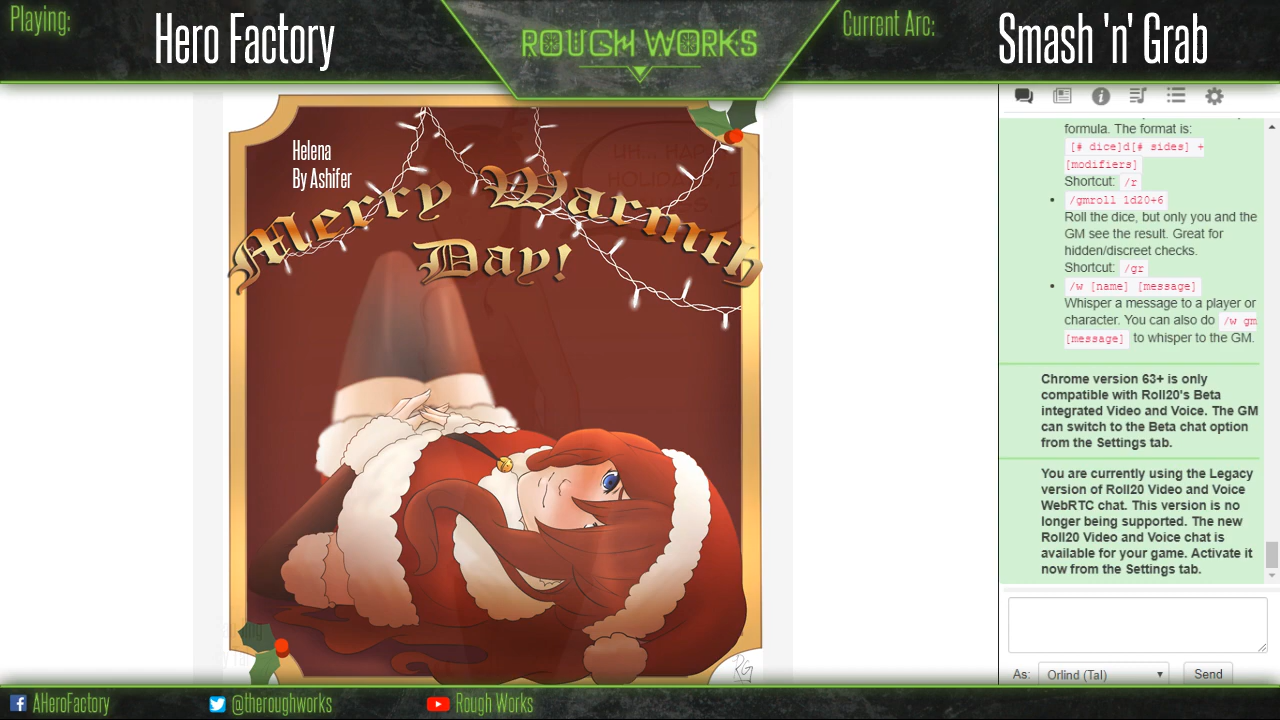 Playing:
Hero Factory
ROUGH WORKS
Current Arc:
Smash 'n' Grab
Helena
By Ashifer
Mercy Warmth
Day!
UH... HAP
HOLIDAYS, I
RG
formula. The format is:
[# dice]d[# sides] +
[modifiers]
Shortcut: /r
• /gmroll 1d20+6
Roll the dice, but only you and the
GM see the result. Great for
hidden/discreet checks.
Shortcut: /gr
• /w [name] [message]
Whisper a message to a player or
character. You can also do /w gm
[message] to whisper to the GM.
Chrome version 63+ is only
compatible with Roll20's Beta
integrated Video and Voice. The GM
can switch to the Beta chat option
from the Settings tab.
You are currently using the Legacy
version of Roll20 Video and Voice
WebRTC chat. This version is no
longer being supported. The new
Roll20 Video and Voice chat is
available for your game. Activate it
now from the Settings tab.
As: Orlind (Tal) Send
AHeroFactory
@theroughworks
Rough Works